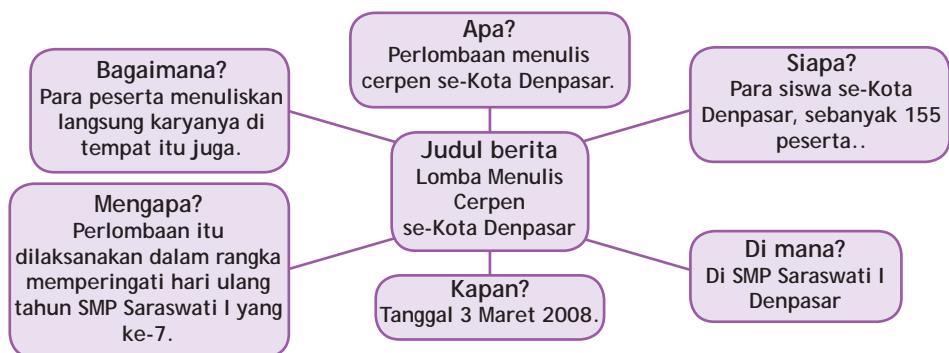 Apa?
Perlombaan menulis
cerpen se-Kota Denpasar.
Bagaimana?
Para peserta menuliskan
langsung karyanya di
tempat itu juga.
Siapa?
Para siswa se-Kota
Denpasar, sebanyak 155
peserta..
Judul berita
Lomba Menulis
Cerpen
se-Kota Denpasar
Mengapa?
Perlombaan itu
dilaksanakan dalam rangka
memperingati hari ulang
tahun SMP Saraswati I yang
ke-7.
Kapan?
Tanggal 3 Maret 2008.
Di mana?
Di SMP Saraswati I
Denpasar